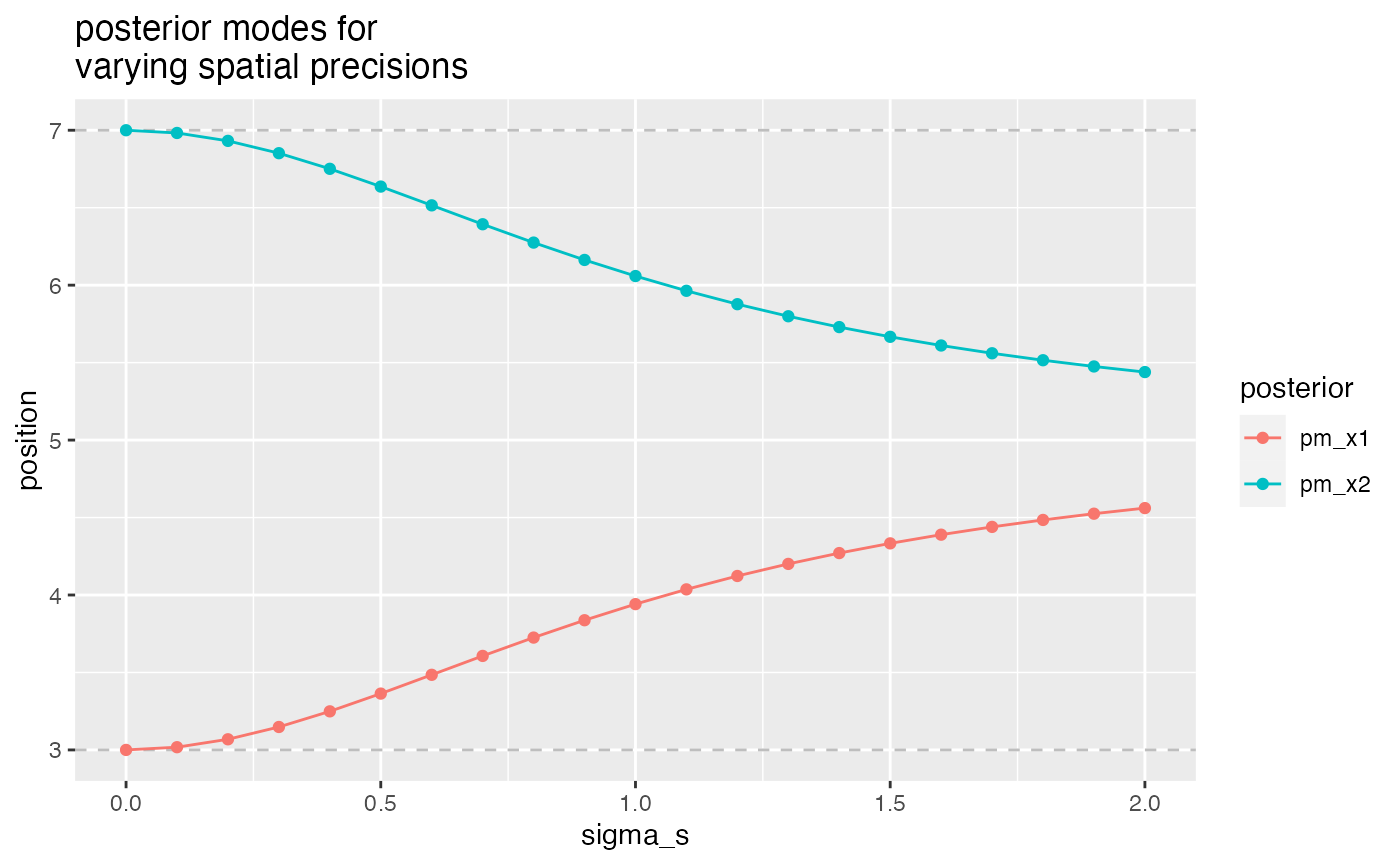 posterior modes for
varying spatial precisions
7
6
5
4
3
position
0.0 0.5 1.0 1.5 2.0
sigma_s
posterior
pm_x1
pm_x2